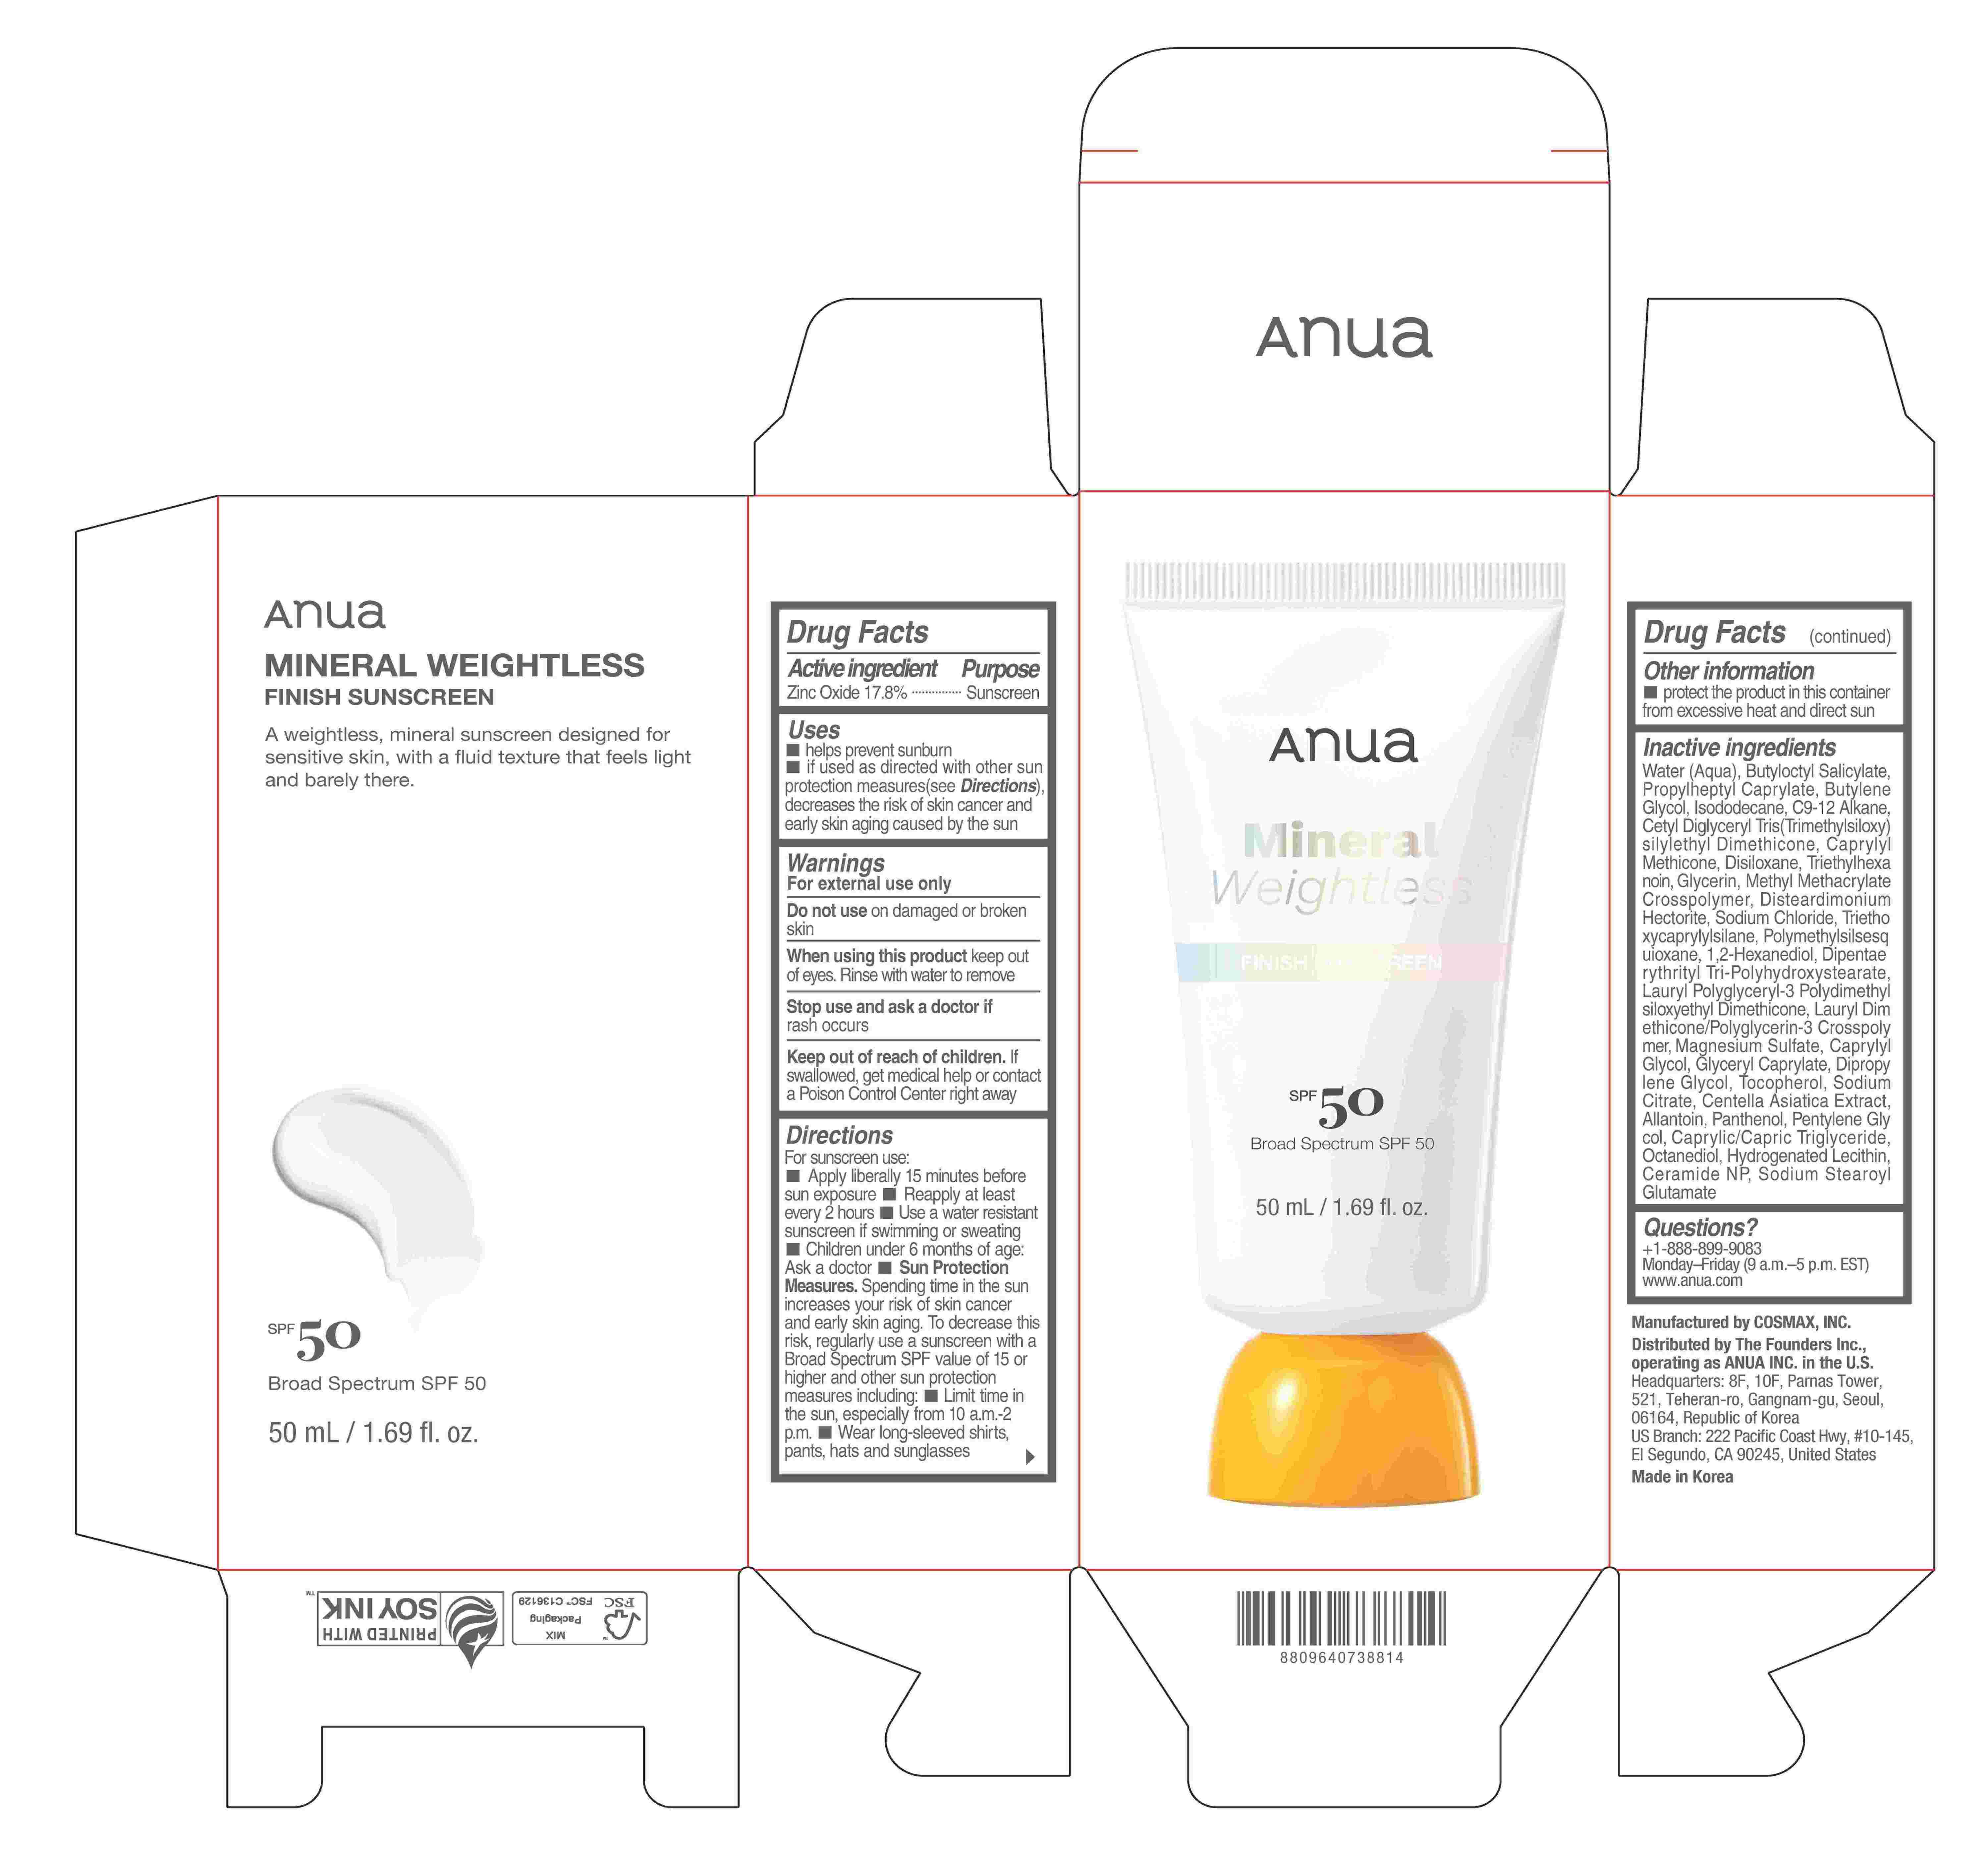 Anua
Anua
MINERAL WEIGHTLESS
FINISH SUNSCREEN
A weightless, mineral sunscreen designed for
sensitive skin, with a fluid texture that feels light
and barely there.
SPF 50
Broad Spectrum SPF 50
50 mL / 1.69 fl. oz.
PRINTED WITH
SOY INK
™
MIX
Packaging
FSC
FSC™ C136129
Drug Facts
Active ingredient Purpose
Zinc Oxide 17.8% ·············· Sunscreen
Uses
■ helps prevent sunburn
■ if used as directed with other sun
protection measures(see Directions),
decreases the risk of skin cancer and
early skin aging caused by the sun
Warnings
For external use only
Do not use on damaged or broken
skin
When using this product keep out
of eyes. Rinse with water to remove
Stop use and ask a doctor if
rash occurs
Keep out of reach of children. If
swallowed, get medical help or contact
a Poison Control Center right away
Directions
For sunscreen use:
■ Apply liberally 15 minutes before
sun exposure ■ Reapply at least
every 2 hours ■ Use a water resistant
sunscreen if swimming or sweating
■ Children under 6 months of age:
Ask a doctor ■ Sun Protection
Measures. Spending time in the sun
increases your risk of skin cancer
and early skin aging. To decrease this
risk, regularly use a sunscreen with a
Broad Spectrum SPF value of 15 or
higher and other sun protection
measures including: ■ Limit time in
the sun, especially from 10 a.m.-2
p.m. ■ Wear long-sleeved shirts,
pants, hats and sunglasses
Anua
Mineral
Weightless
FINISH
SPF 50
Broad Spectrum SPF 50
50 mL / 1.69 fl. oz.
8809640738814
Drug Facts (continued)
Other information
■ protect the product in this container
from excessive heat and direct sun
Inactive ingredients
Water (Aqua), Butyloctyl Salicylate,
Propylheptyl Caprylate, Butylene
Glycol, Isododecane, C9-12 Alkane,
Cetyl Diglyceryl Tris(Trimethylsiloxy)
silylethyl Dimethicone, Caprylyl
Methicone, Disiloxane, Triethylhexa
noin, Glycerin, Methyl Methacrylate
Crosspolymer, Disteardimonium
Hectorite, Sodium Chloride, Trietho
xycaprylylsilane, Polymethylsilsesq
uioxane, 1,2-Hexanediol, Dipentae
rythrityl Tri-Polyhydroxystearate,
Lauryl Polyglyceryl-3 Polydimethyl
siloxyethyl Dimethicone, Lauryl Dim
ethicone/Polyglycerin-3 Crosspoly
mer, Magnesium Sulfate, Caprylyl
Glycol, Glyceryl Caprylate, Dipropy
lene Glycol, Tocopherol, Sodium
Citrate, Centella Asiatica Extract,
Allantoin, Panthenol, Pentylene Gly
col, Caprylic/Capric Triglyceride,
Octanediol, Hydrogenated Lecithin,
Ceramide NP, Sodium Stearoyl
Glutamate
Questions?
+1-888-899-9083
Monday–Friday (9 a.m.–5 p.m. EST)
www.anua.com
Manufactured by COSMAX, INC.
Distributed by The Founders Inc.,
operating as ANUA INC. in the U.S.
Headquarters: 8F, 10F, Parnas Tower,
521, Teheran-ro, Gangnam-gu, Seoul,
06164, Republic of Korea
US Branch: 222 Pacific Coast Hwy, #10-145,
El Segundo, CA 90245, United States
Made in Korea